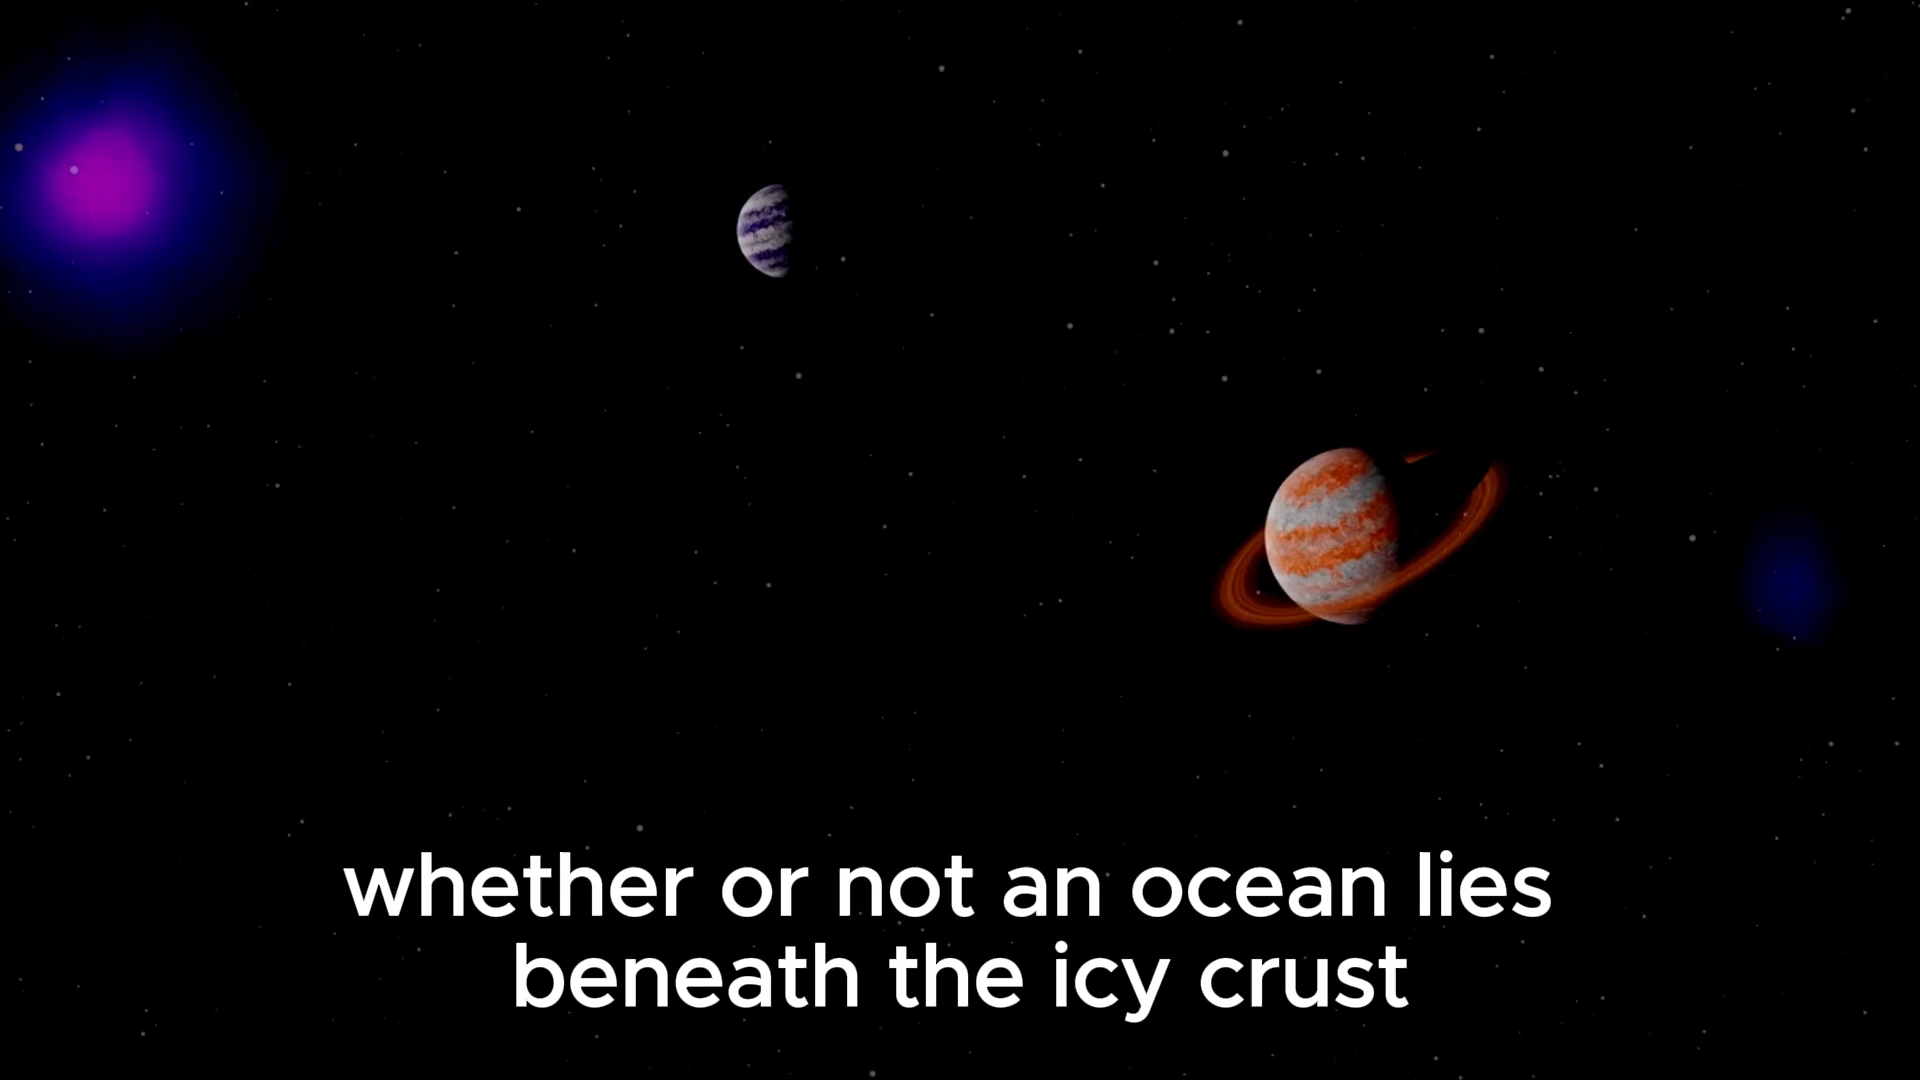 whether or not an ocean lies
beneath the icy crust